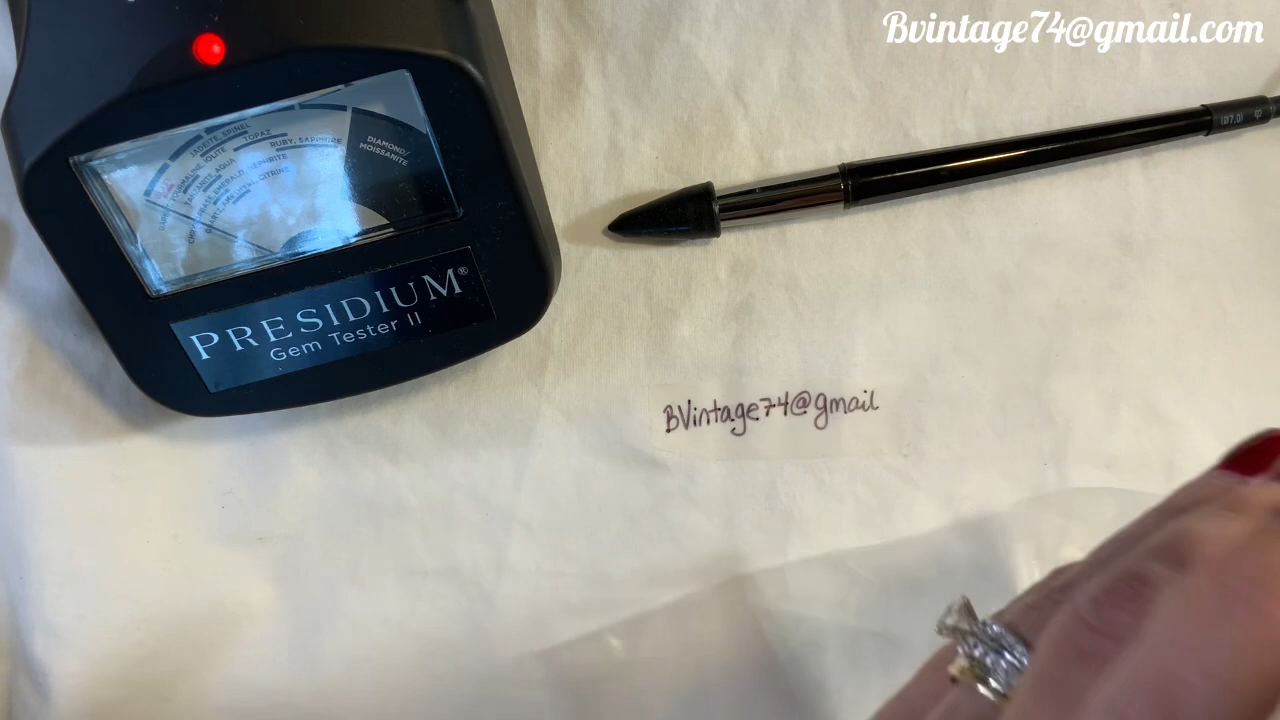 Bvintage74@gmail.com
JADEITE, SPINEL
TOPAZ
RUBY, SAPPHIRE
DIAMOND/
MOISSANITE
PRESIDIUM®
Gem Tester II
BVintage74@gmail